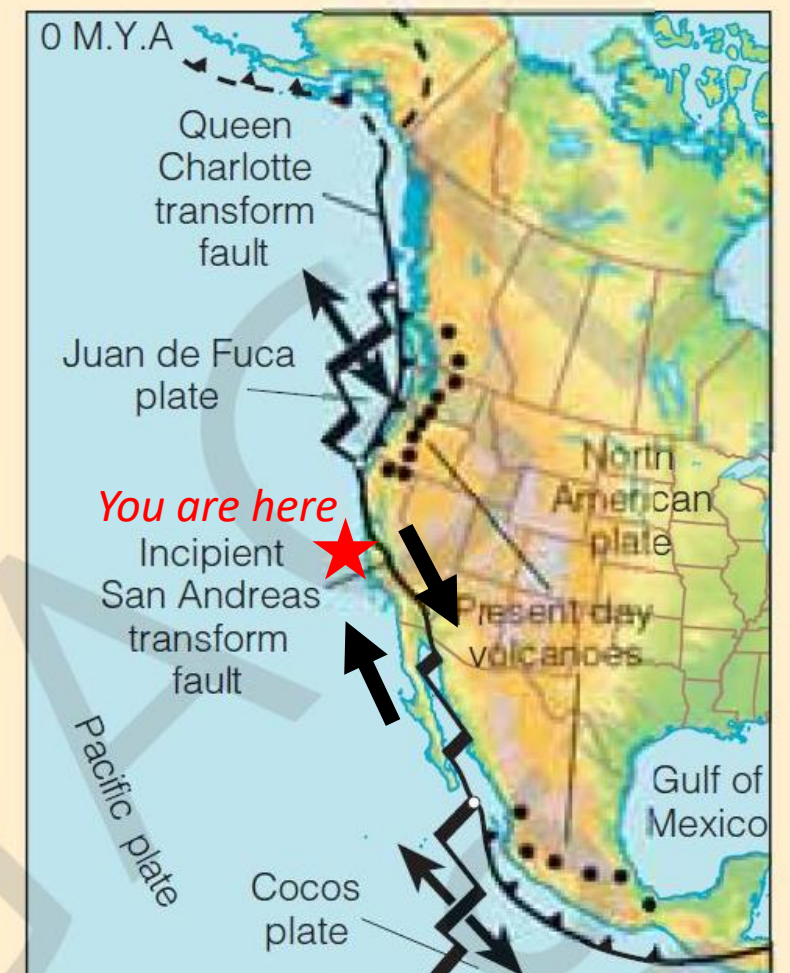 0 M.Y.A
Queen
Charlotte
transform
fault
Juan de Fuca
plate
North
American
plate
You are here
Incipient
San Andreas
transform
fault
Present day
volcanoes
Pacific plate
Gulf of
Mexico
Cocos
plate